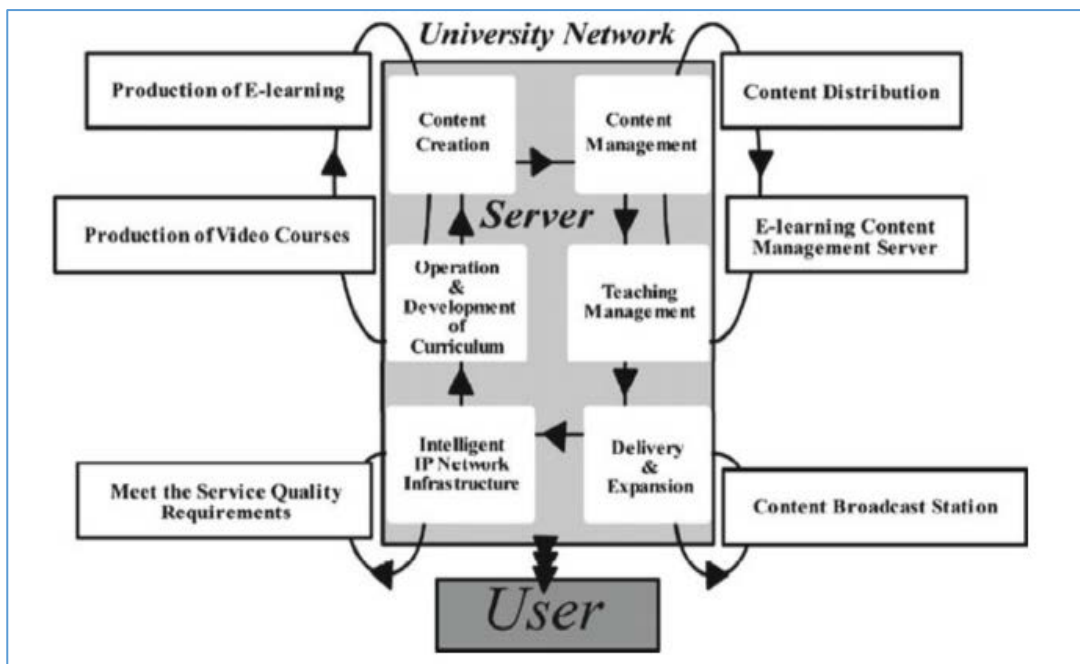 University Network
Production of E-learning
Content
Creation
Content
Management
Content Distribution
Server
Production of Video Courses
Operation
&
Development
of
Curriculum
Teaching
Management
E-learning Content
Management Server
Meet the Service Quality
Requirements
Intelligent
IP Network
Infrastructure
Delivery
&
Expansion
Content Broadcast Station
User